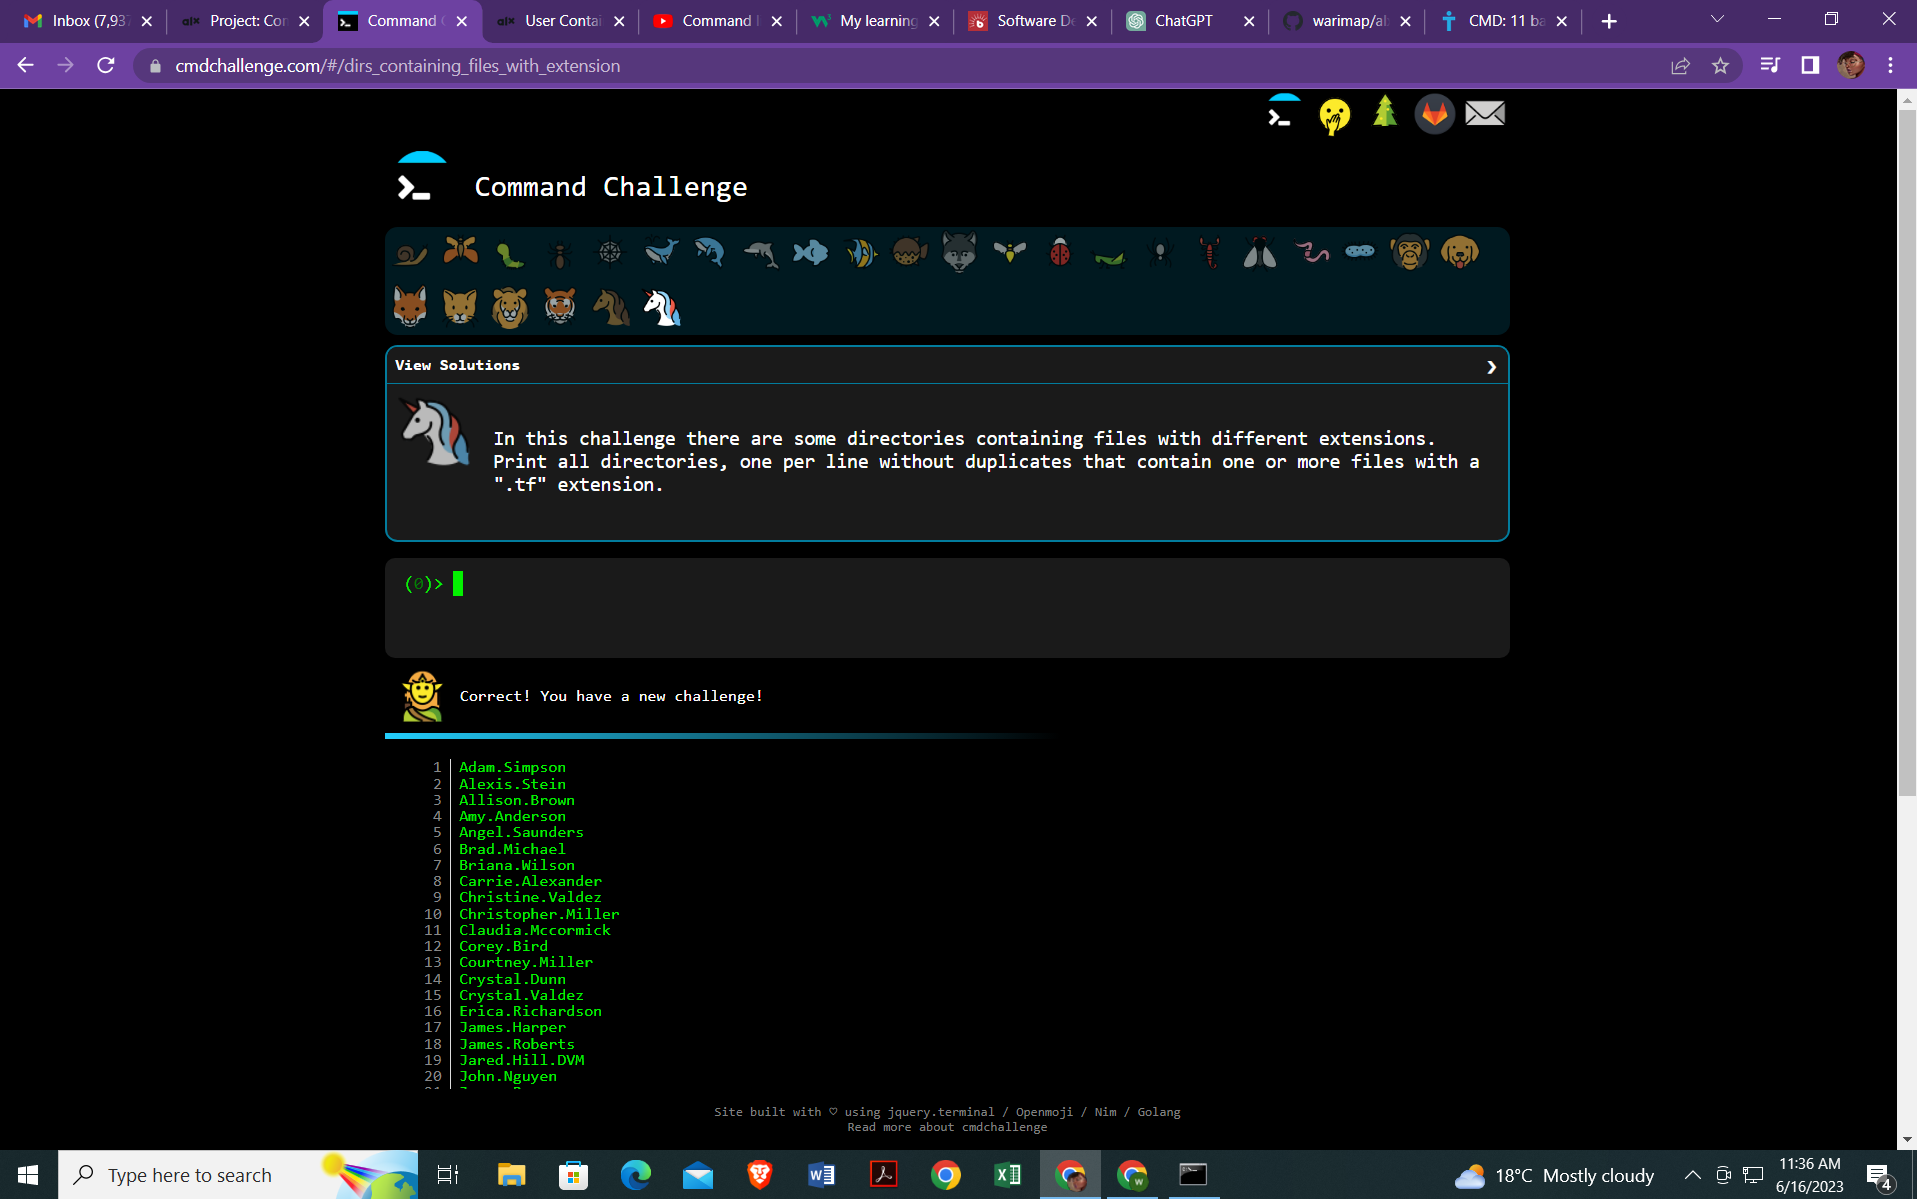 Inbox (7,937
Project: Con
Command C
User Contai
Command L
My learning
Software De
ChatGPT
warimap/al
CMD: 11 ba
cmdchallenge.com/#/dirs_containing_files_with_extension
Command Challenge
View Solutions
In this challenge there are some directories containing files with different extensions.
Print all directories, one per line without duplicates that contain one or more files with a
".tf" extension.
(0)>
Correct! You have a new challenge!
1 Adam.Simpson
2 Alexis.Stein
3 Allison.Brown
4 Amy.Anderson
5 Angel.Saunders
6 Brad.Michael
7 Briana.Wilson
8 Carrie.Alexander
9 Christine.Valdez
10 Christopher.Miller
11 Claudia.Mccormick
12 Corey.Bird
13 Courtney.Miller
14 Crystal.Dunn
15 Crystal.Valdez
16 Erica.Richardson
17 James.Harper
18 James.Roberts
19 Jared.Hill.DVM
20 John.Nguyen
Site built with ♡ using jquery.terminal / Openmoji / Nim / Golang
Read more about cmdchallenge
Type here to search
18°C Mostly cloudy
11:36 AM
6/16/2023
4